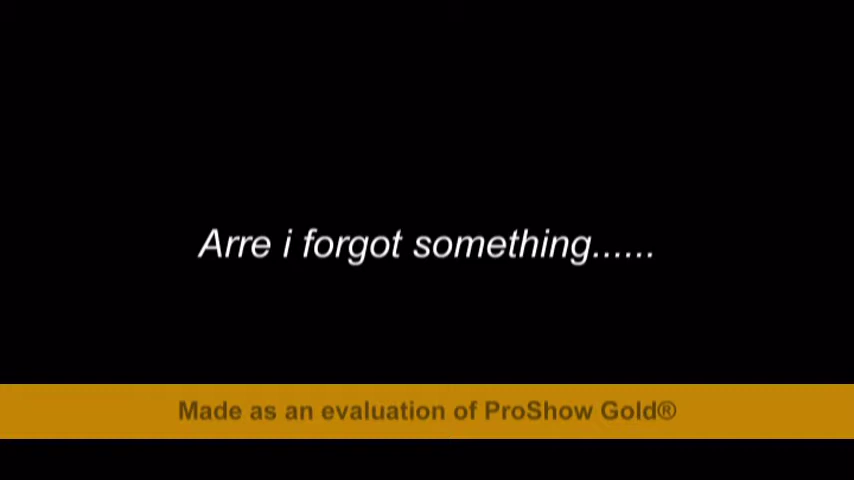 Arre i forgot something......
Made as an evaluation of ProShow Gold®